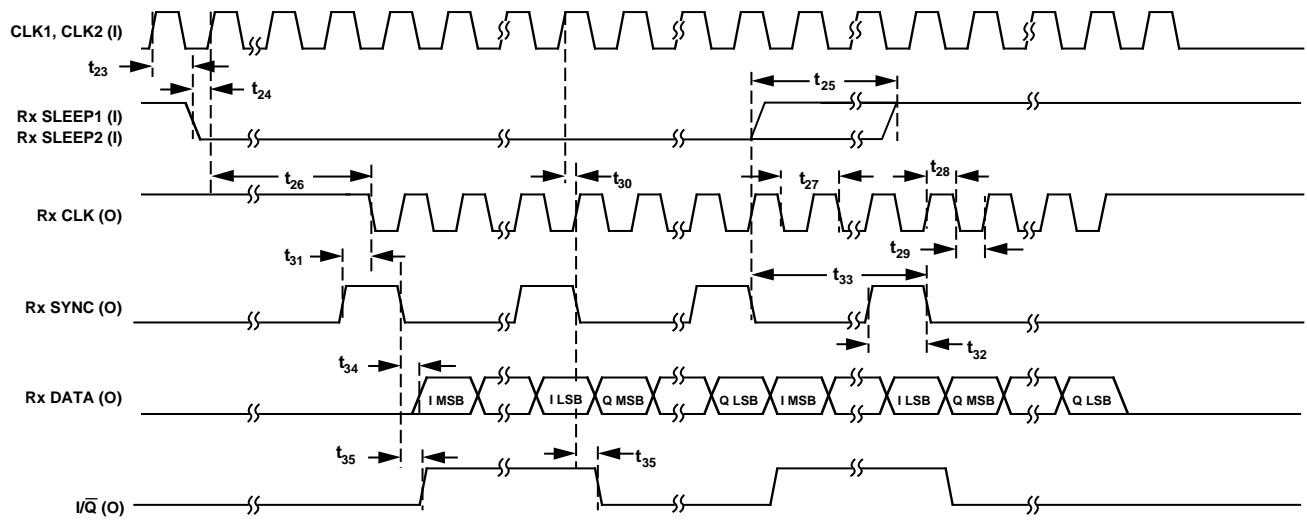 CLK1, CLK2 (I)
t23
t24
t25
Rx SLEEP1 (I)
Rx SLEEP2 (I)
t26
t30
t27
t28
Rx CLK (O)
t31
t29
t33
Rx SYNC (O)
t34
t32
Rx DATA (O)
I MSB
I LSB
Q MSB
Q LSB
I MSB
I LSB
Q MSB
Q LSB
t35
t35
I/Q̅ (O)